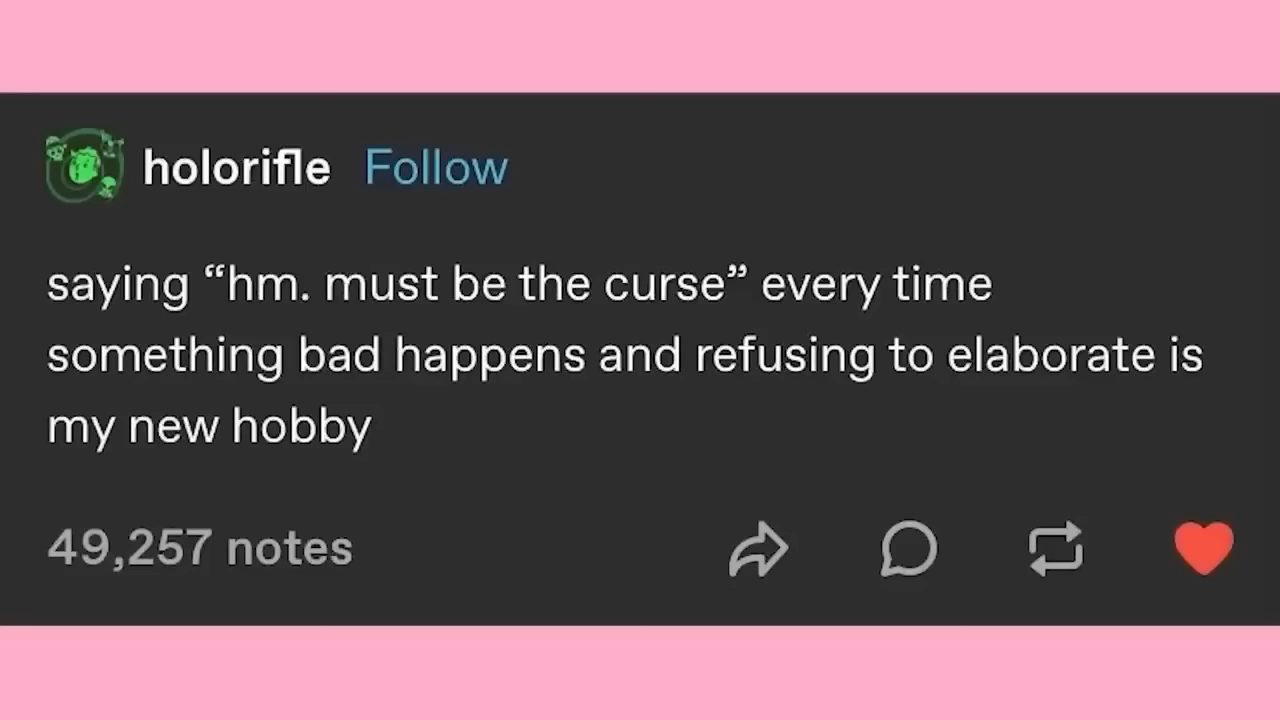 holorifle Follow
saying “hm. must be the curse” every time
something bad happens and refusing to elaborate is
my new hobby
49,257 notes